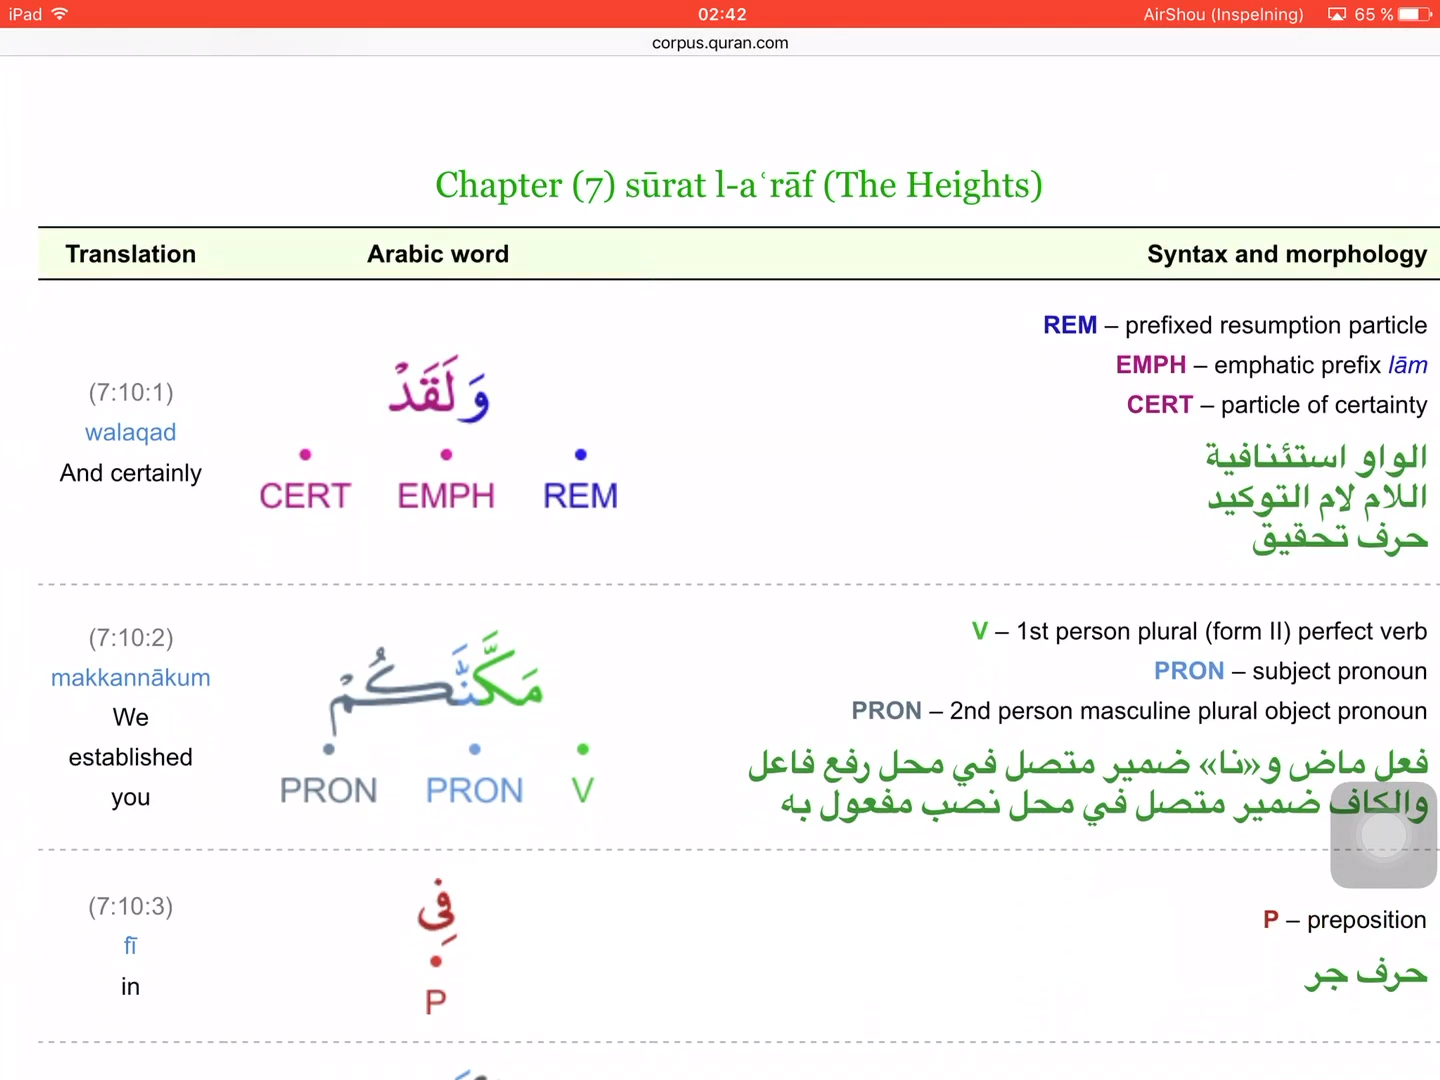 iPad 02:42 AirShou (Inspelning) 65 %
corpus.quran.com
Chapter (7) sūrat l-aʿrāf (The Heights)
Translation Arabic word Syntax and morphology
(7:10:1)
walaqad
And certainly
وَلَقَدْ
CERT EMPH REM
REM – prefixed resumption particle
EMPH – emphatic prefix lām
CERT – particle of certainty
الواو استئنافية
اللام لام التوكيد
حرف تحقيق
(7:10:2)
makkannākum
We
established
you
مَكَّنَّـٰكُمْ
PRON PRON V
V – 1st person plural (form II) perfect verb
PRON – subject pronoun
PRON – 2nd person masculine plural object pronoun
فعل ماض و«نا» ضمير متصل في محل رفع فاعل
والكاف ضمير متصل في محل نصب مفعول به
(7:10:3)
fī
in
فِي
P
P – preposition
حرف جر